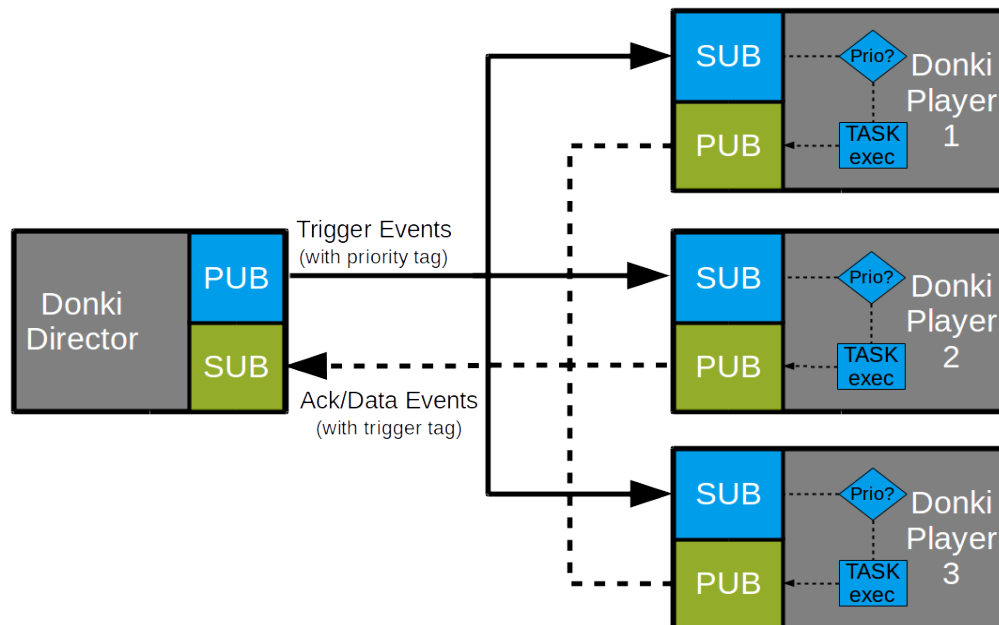 Donki
Director
PUB
SUB
Trigger Events
(with priority tag)
Ack/Data Events
(with trigger tag)
SUB
PUB
Prio?
TASK
exec
Donki
Player
1
SUB
PUB
Prio?
TASK
exec
Donki
Player
2
SUB
PUB
Prio?
TASK
exec
Donki
Player
3